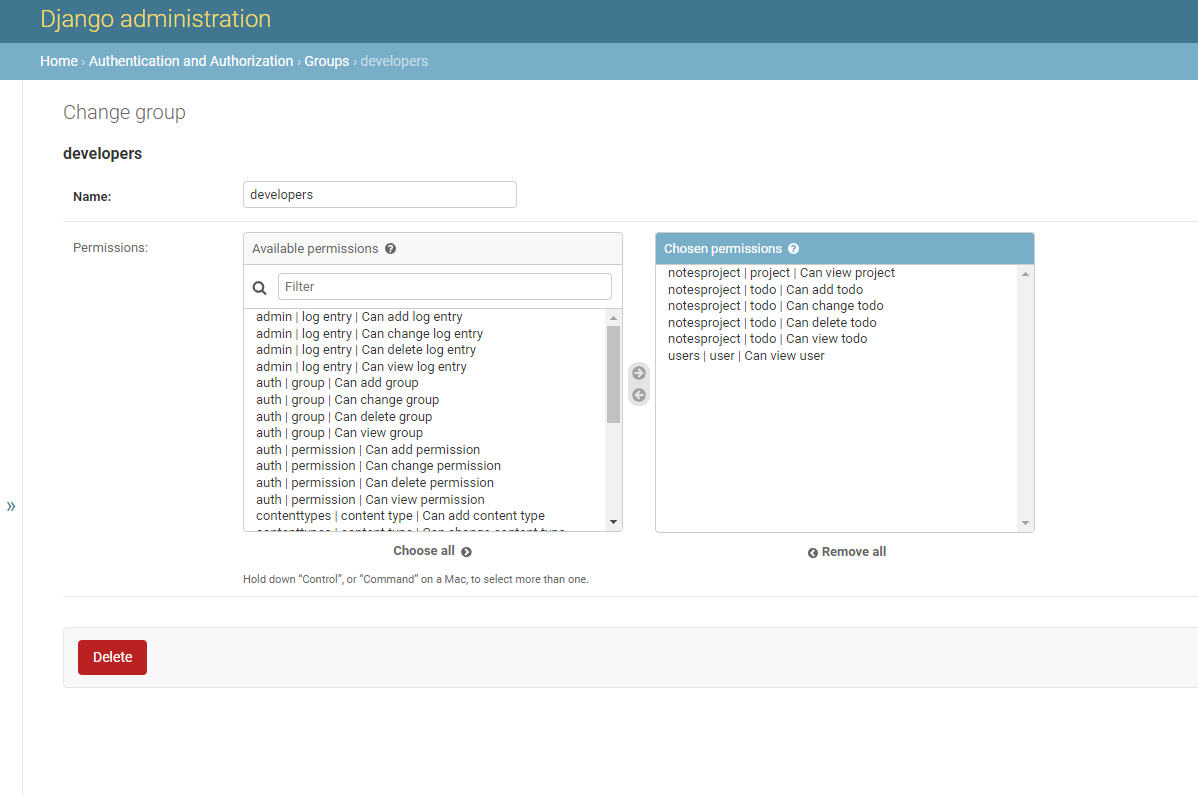 Django administration
Home › Authentication and Authorization › Groups › developers
»
Change group
developers
Name:
developers
Permissions:
Available permissions ?
Filter
admin | log entry | Can add log entry
admin | log entry | Can change log entry
admin | log entry | Can delete log entry
admin | log entry | Can view log entry
auth | group | Can add group
auth | group | Can change group
auth | group | Can delete group
auth | group | Can view group
auth | permission | Can add permission
auth | permission | Can change permission
auth | permission | Can delete permission
auth | permission | Can view permission
contenttypes | content type | Can add content type
contenttypes | content type | Can change content type
Choose all
Hold down “Control”, or “Command” on a Mac, to select more than one.
Chosen permissions ?
notesproject | project | Can view project
notesproject | todo | Can add todo
notesproject | todo | Can change todo
notesproject | todo | Can delete todo
notesproject | todo | Can view todo
users | user | Can view user
Remove all
Delete